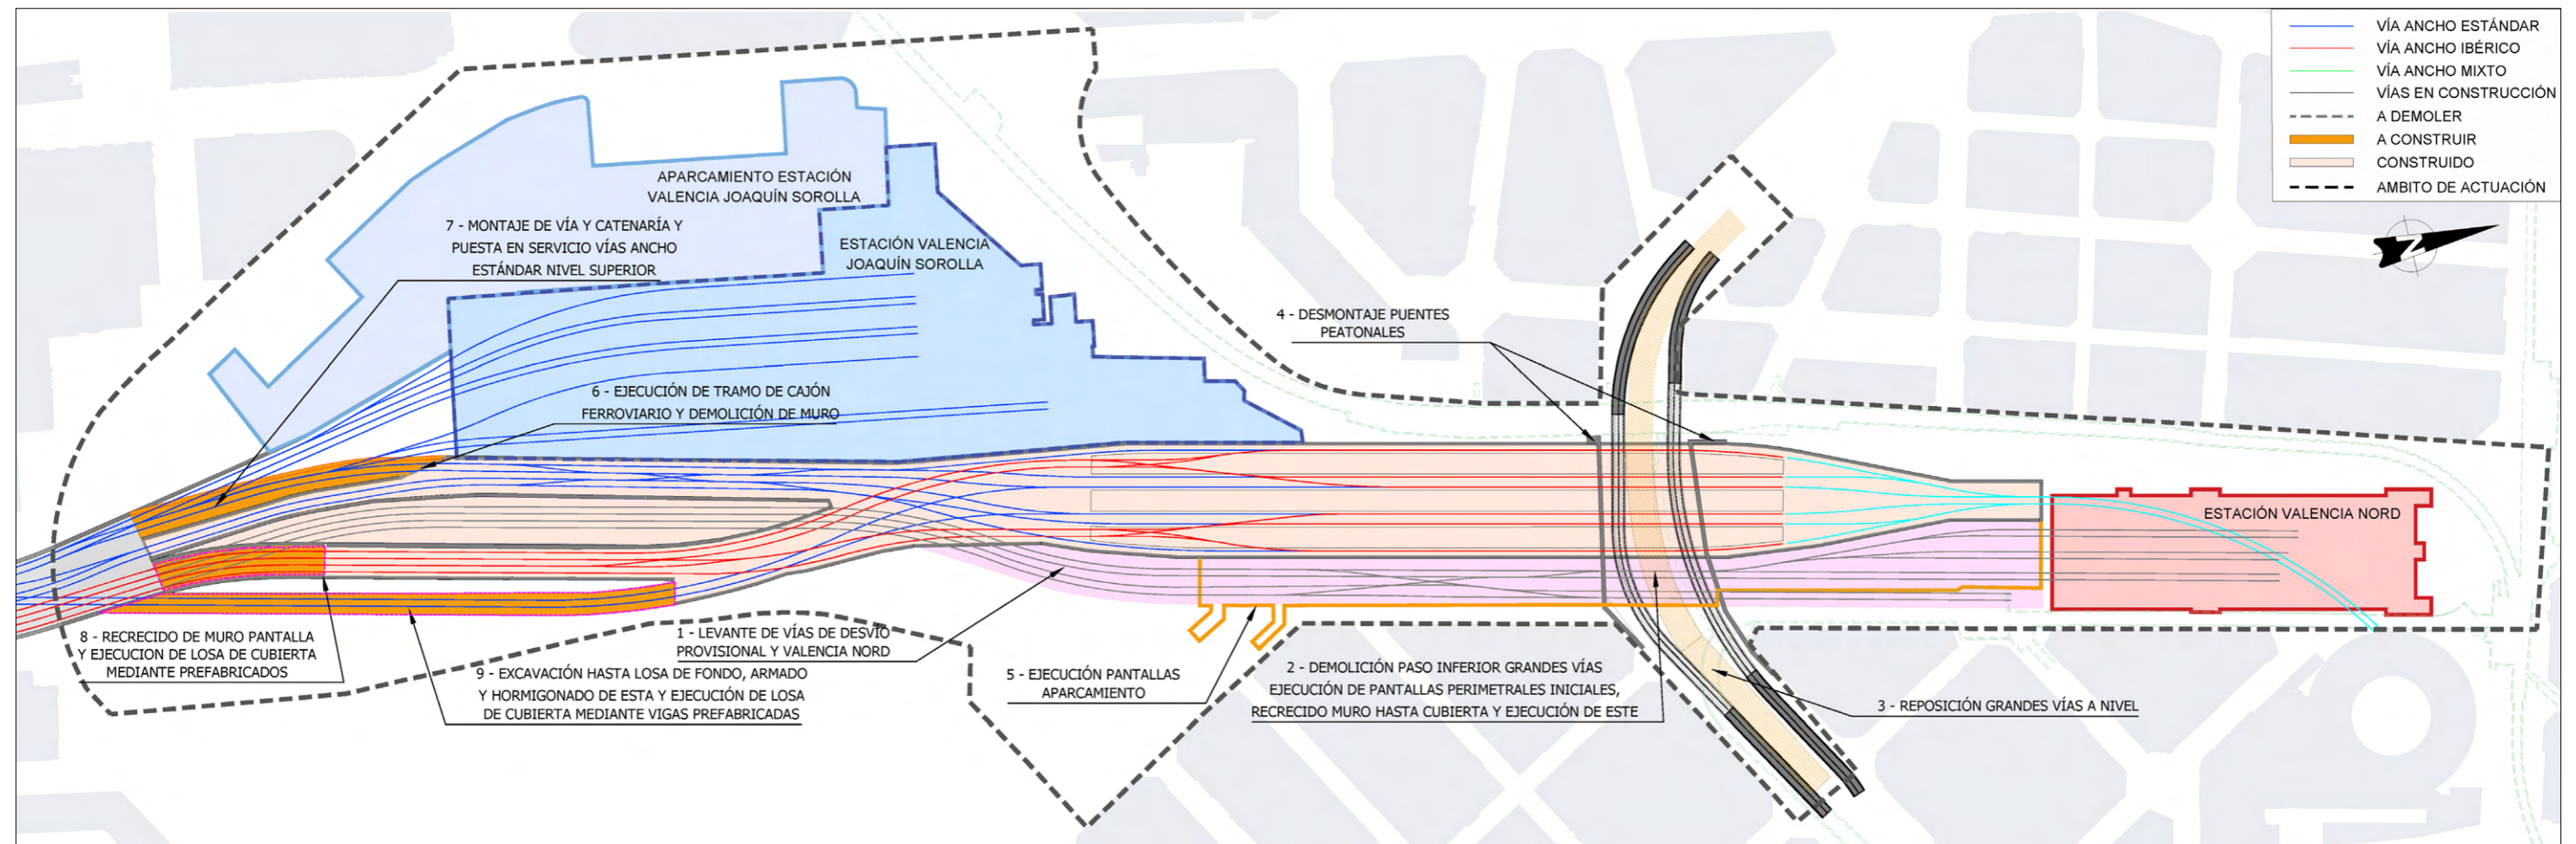 VÍA ANCHO ESTÁNDAR
VÍA ANCHO IBÉRICO
VÍA ANCHO MIXTO
VÍAS EN CONSTRUCCIÓN
A DEMOLER
A CONSTRUIR
CONSTRUIDO
AMBITO DE ACTUACIÓN
N
APARCAMIENTO ESTACIÓN
VALENCIA JOAQUÍN SOROLLA
7 - MONTAJE DE VÍA Y CATENARÍA Y
PUESTA EN SERVICIO VÍAS ANCHO
ESTÁNDAR NIVEL SUPERIOR
ESTACIÓN VALENCIA
JOAQUÍN SOROLLA
4 - DESMONTAJE PUENTES
PEATONALES
6 - EJECUCIÓN DE TRAMO DE CAJÓN
FERROVIARIO Y DEMOLICIÓN DE MURO
ESTACIÓN VALENCIA NORD
8 - RECRECIDO DE MURO PANTALLA
Y EJECUCION DE LOSA DE CUBIERTA
MEDIANTE PREFABRICADOS
9 - EXCAVACIÓN HASTA LOSA DE FONDO, ARMADO
Y HORMIGONADO DE ESTA Y EJECUCIÓN DE LOSA
DE CUBIERTA MEDIANTE VIGAS PREFABRICADAS
1 - LEVANTE DE VÍAS DE DESVÍO
PROVISIONAL Y VALENCIA NORD
5 - EJECUCIÓN PANTALLAS
APARCAMIENTO
2 - DEMOLICIÓN PASO INFERIOR GRANDES VÍAS
EJECUCIÓN DE PANTALLAS PERIMETRALES INICIALES,
RECRECIDO MURO HASTA CUBIERTA Y EJECUCIÓN DE ESTE
3 - REPOSICIÓN GRANDES VÍAS A NIVEL